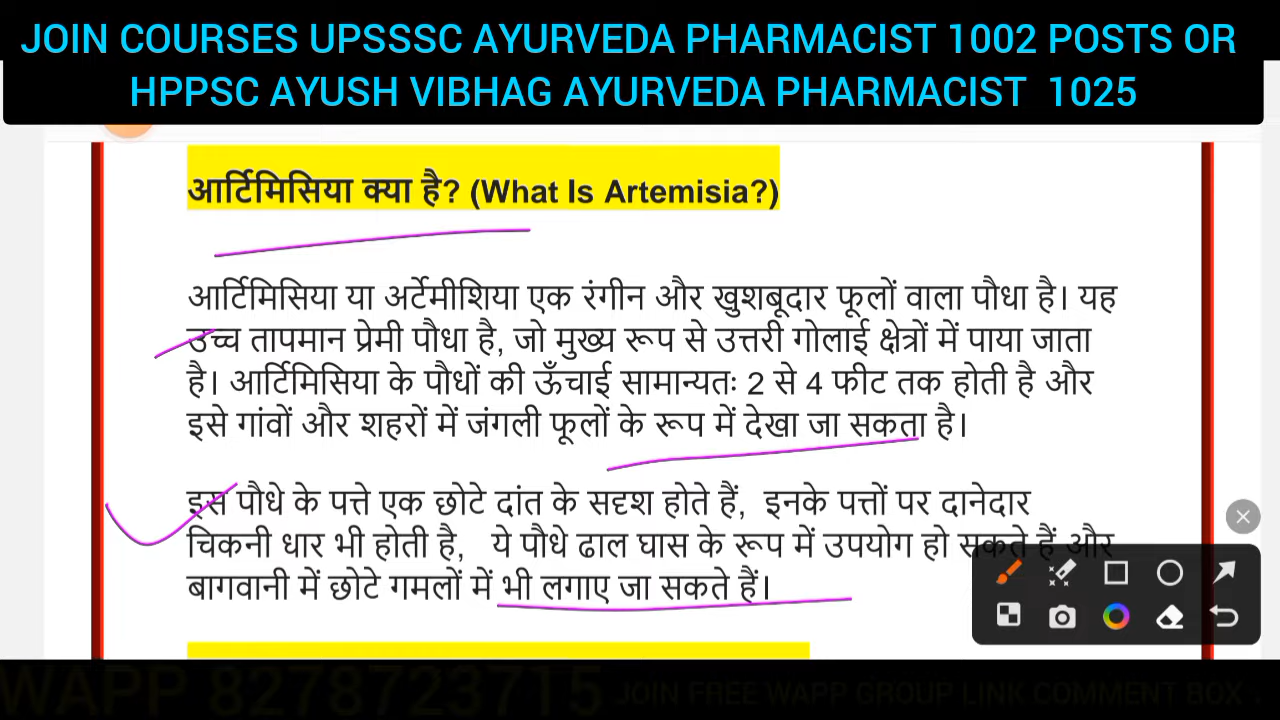 JOIN COURSES UPSSSC AYURVEDA PHARMACIST 1002 POSTS OR
HPPSC AYUSH VIBHAG AYURVEDA PHARMACIST 1025
आर्टिमिसिया क्या है? (What Is Artemisia?)
आर्टिमिसिया या अर्टेमीशिया एक रंगीन और खुशबूदार फूलों वाला पौधा है। यह
उच्च तापमान प्रेमी पौधा है, जो मुख्य रूप से उत्तरी गोलाई क्षेत्रों में पाया जाता
है। आर्टिमिसिया के पौधों की ऊँचाई सामान्यतः 2 से 4 फीट तक होती है और
इसे गांवों और शहरों में जंगली फूलों के रूप में देखा जा सकता है।
इस पौधे के पत्ते एक छोटे दांत के सदृश होते हैं, इनके पत्तों पर दानेदार
चिकनी धार भी होती है, ये पौधे ढाल घास के रूप में उपयोग हो सकते हैं और
बागवानी में छोटे गमलों में भी लगाए जा सकते हैं।
WAPP 8278723715 JOIN FREE WAPP GROUP LINK COMMENT BOX